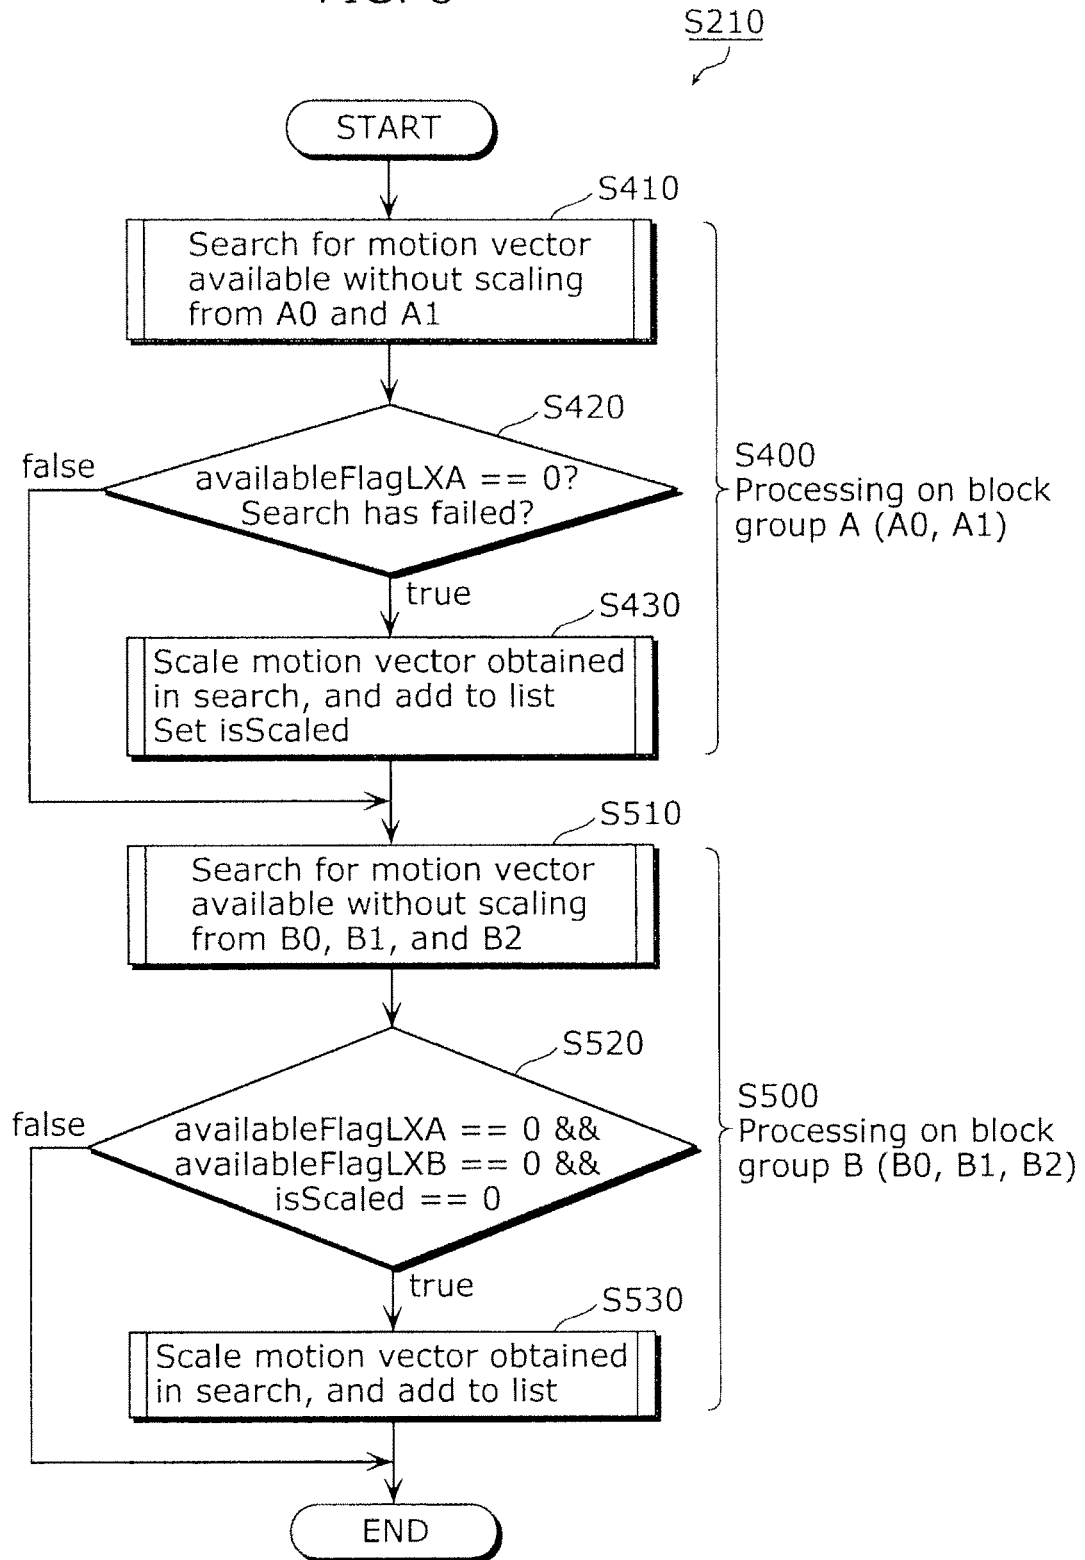 S210
START
S410
Search for motion vector
available without scaling
from A0 and A1
S420
false
availableFlagLXA == 0?
Search has failed?
true
S400
Processing on block
group A (A0, A1)
S430
Scale motion vector obtained
in search, and add to list
Set isScaled
S510
Search for motion vector
available without scaling
from B0, B1, and B2
S520
false
availableFlagLXA == 0 &&
availableFlagLXB == 0 &&
isScaled == 0
true
S500
Processing on block
group B (B0, B1, B2)
S530
Scale motion vector obtained
in search, and add to list
END